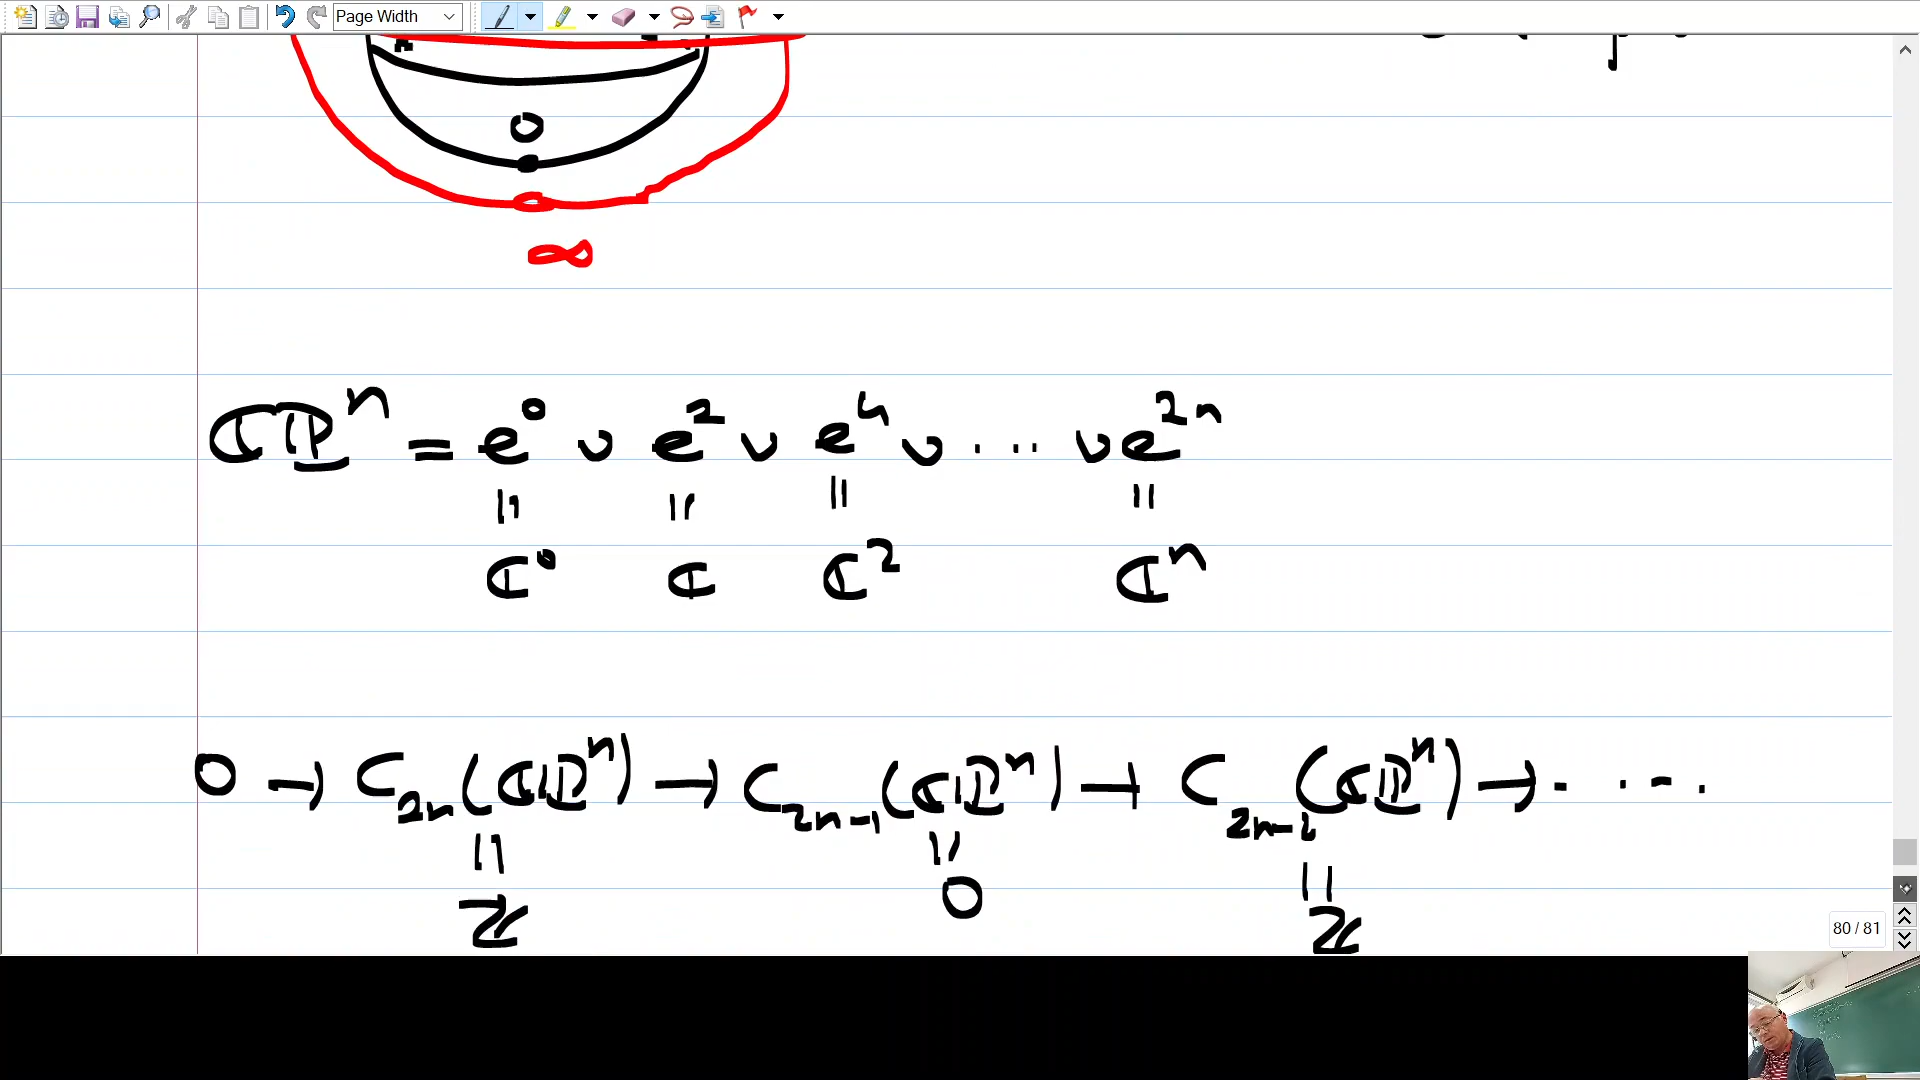 Page Width
0
∞
ℂℙⁿ = e⁰ ∪ e² ∪ e⁴ ∪ ... ∪ e²ⁿ
॥ ॥ ॥ ॥
ℂ⁰ ℂ ℂ² ℂⁿ
0 → C₂ₙ(ℂℙⁿ) → C₂ₙ₋₁(ℂℙⁿ) → C₂ₙ₋₂(ℂℙⁿ) → ....
॥ ॥ ॥
ℤ 0 ℤ
80 / 81